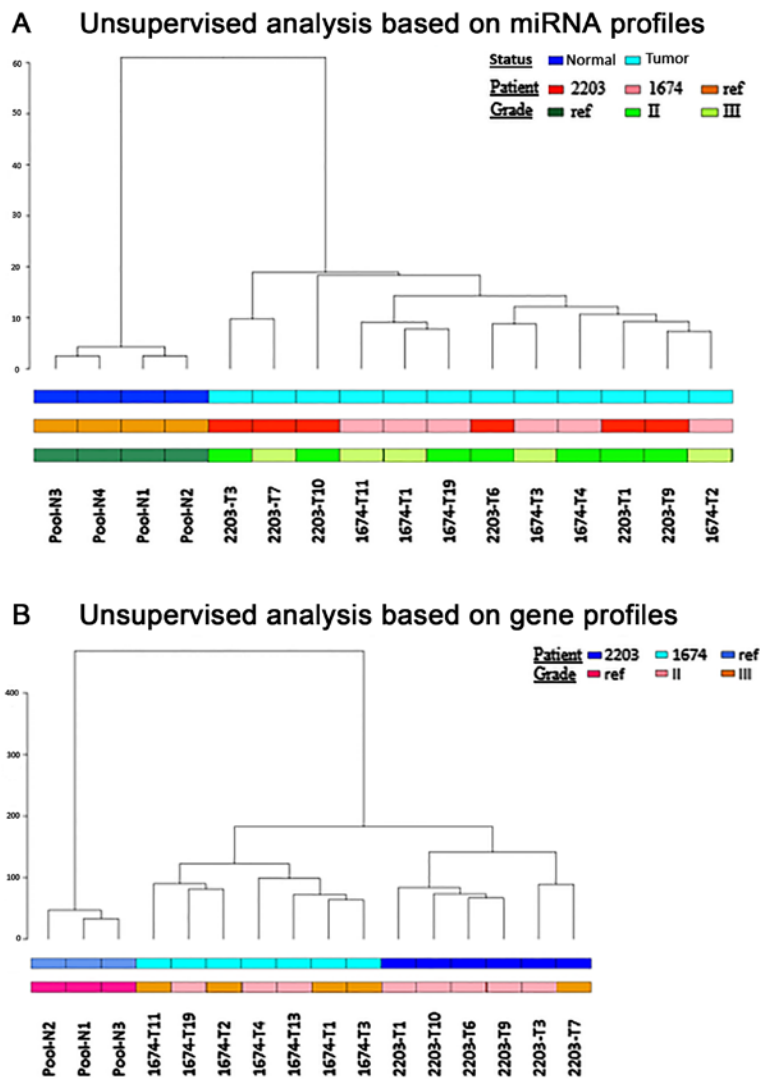 A Unsupervised analysis based on miRNA profiles
Status Normal Tumor
Patient 2203 1674 ref
Grade ref II III
60
50
40
30
20
10
0
Pool-N3 Pool-N4 Pool-N1 Pool-N2 2203-T3 2203-T7 2203-T10 1674-T11 1674-T1 1674-T19 2203-T6 1674-T3 1674-T4 2203-T1 2203-T9 1674-T2
B Unsupervised analysis based on gene profiles
Patient 2203 1674 ref
Grade ref II III
400
300
200
100
0
Pool-N2 Pool-N1 Pool-N3 1674-T11 1674-T19 1674-T2 1674-T4 1674-T13 1674-T1 1674-T3 2203-T1 2203-T10 2203-T6 2203-T9 2203-T3 2203-T7